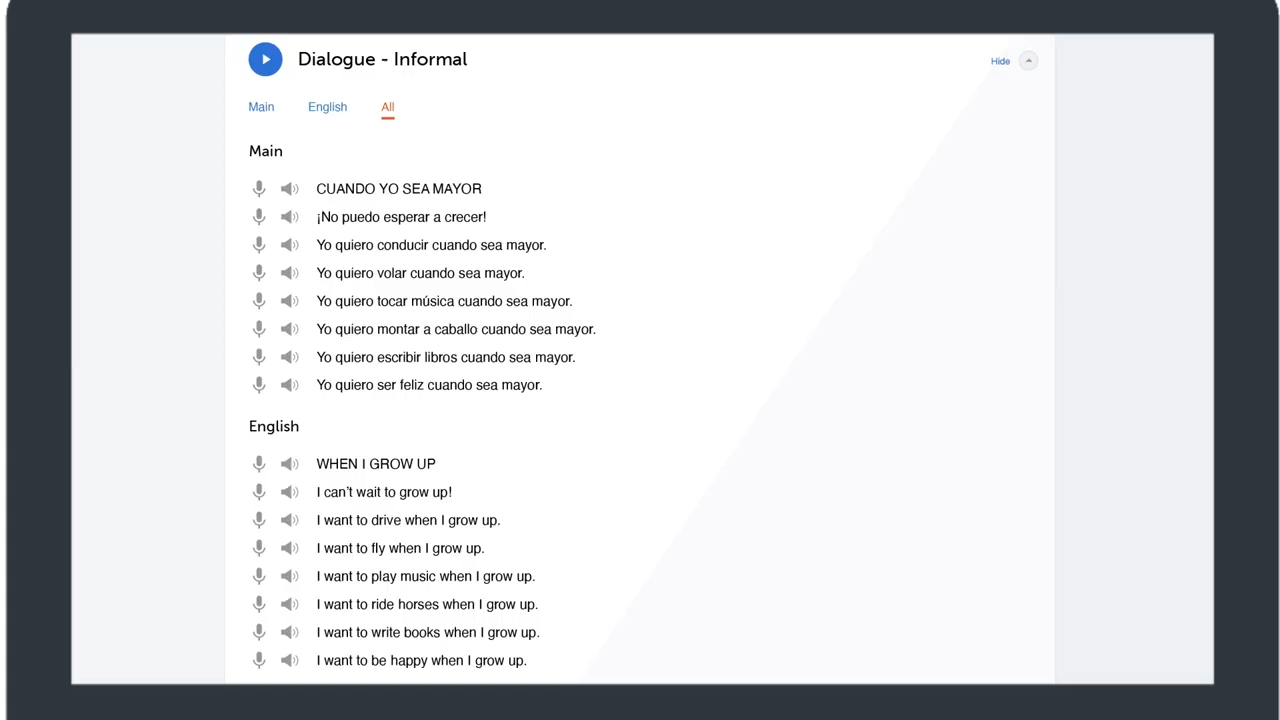 Dialogue - Informal
Hide
Main English All
Main
CUANDO YO SEA MAYOR
¡No puedo esperar a crecer!
Yo quiero conducir cuando sea mayor.
Yo quiero volar cuando sea mayor.
Yo quiero tocar música cuando sea mayor.
Yo quiero montar a caballo cuando sea mayor.
Yo quiero escribir libros cuando sea mayor.
Yo quiero ser feliz cuando sea mayor.
English
WHEN I GROW UP
I can't wait to grow up!
I want to drive when I grow up.
I want to fly when I grow up.
I want to play music when I grow up.
I want to ride horses when I grow up.
I want to write books when I grow up.
I want to be happy when I grow up.